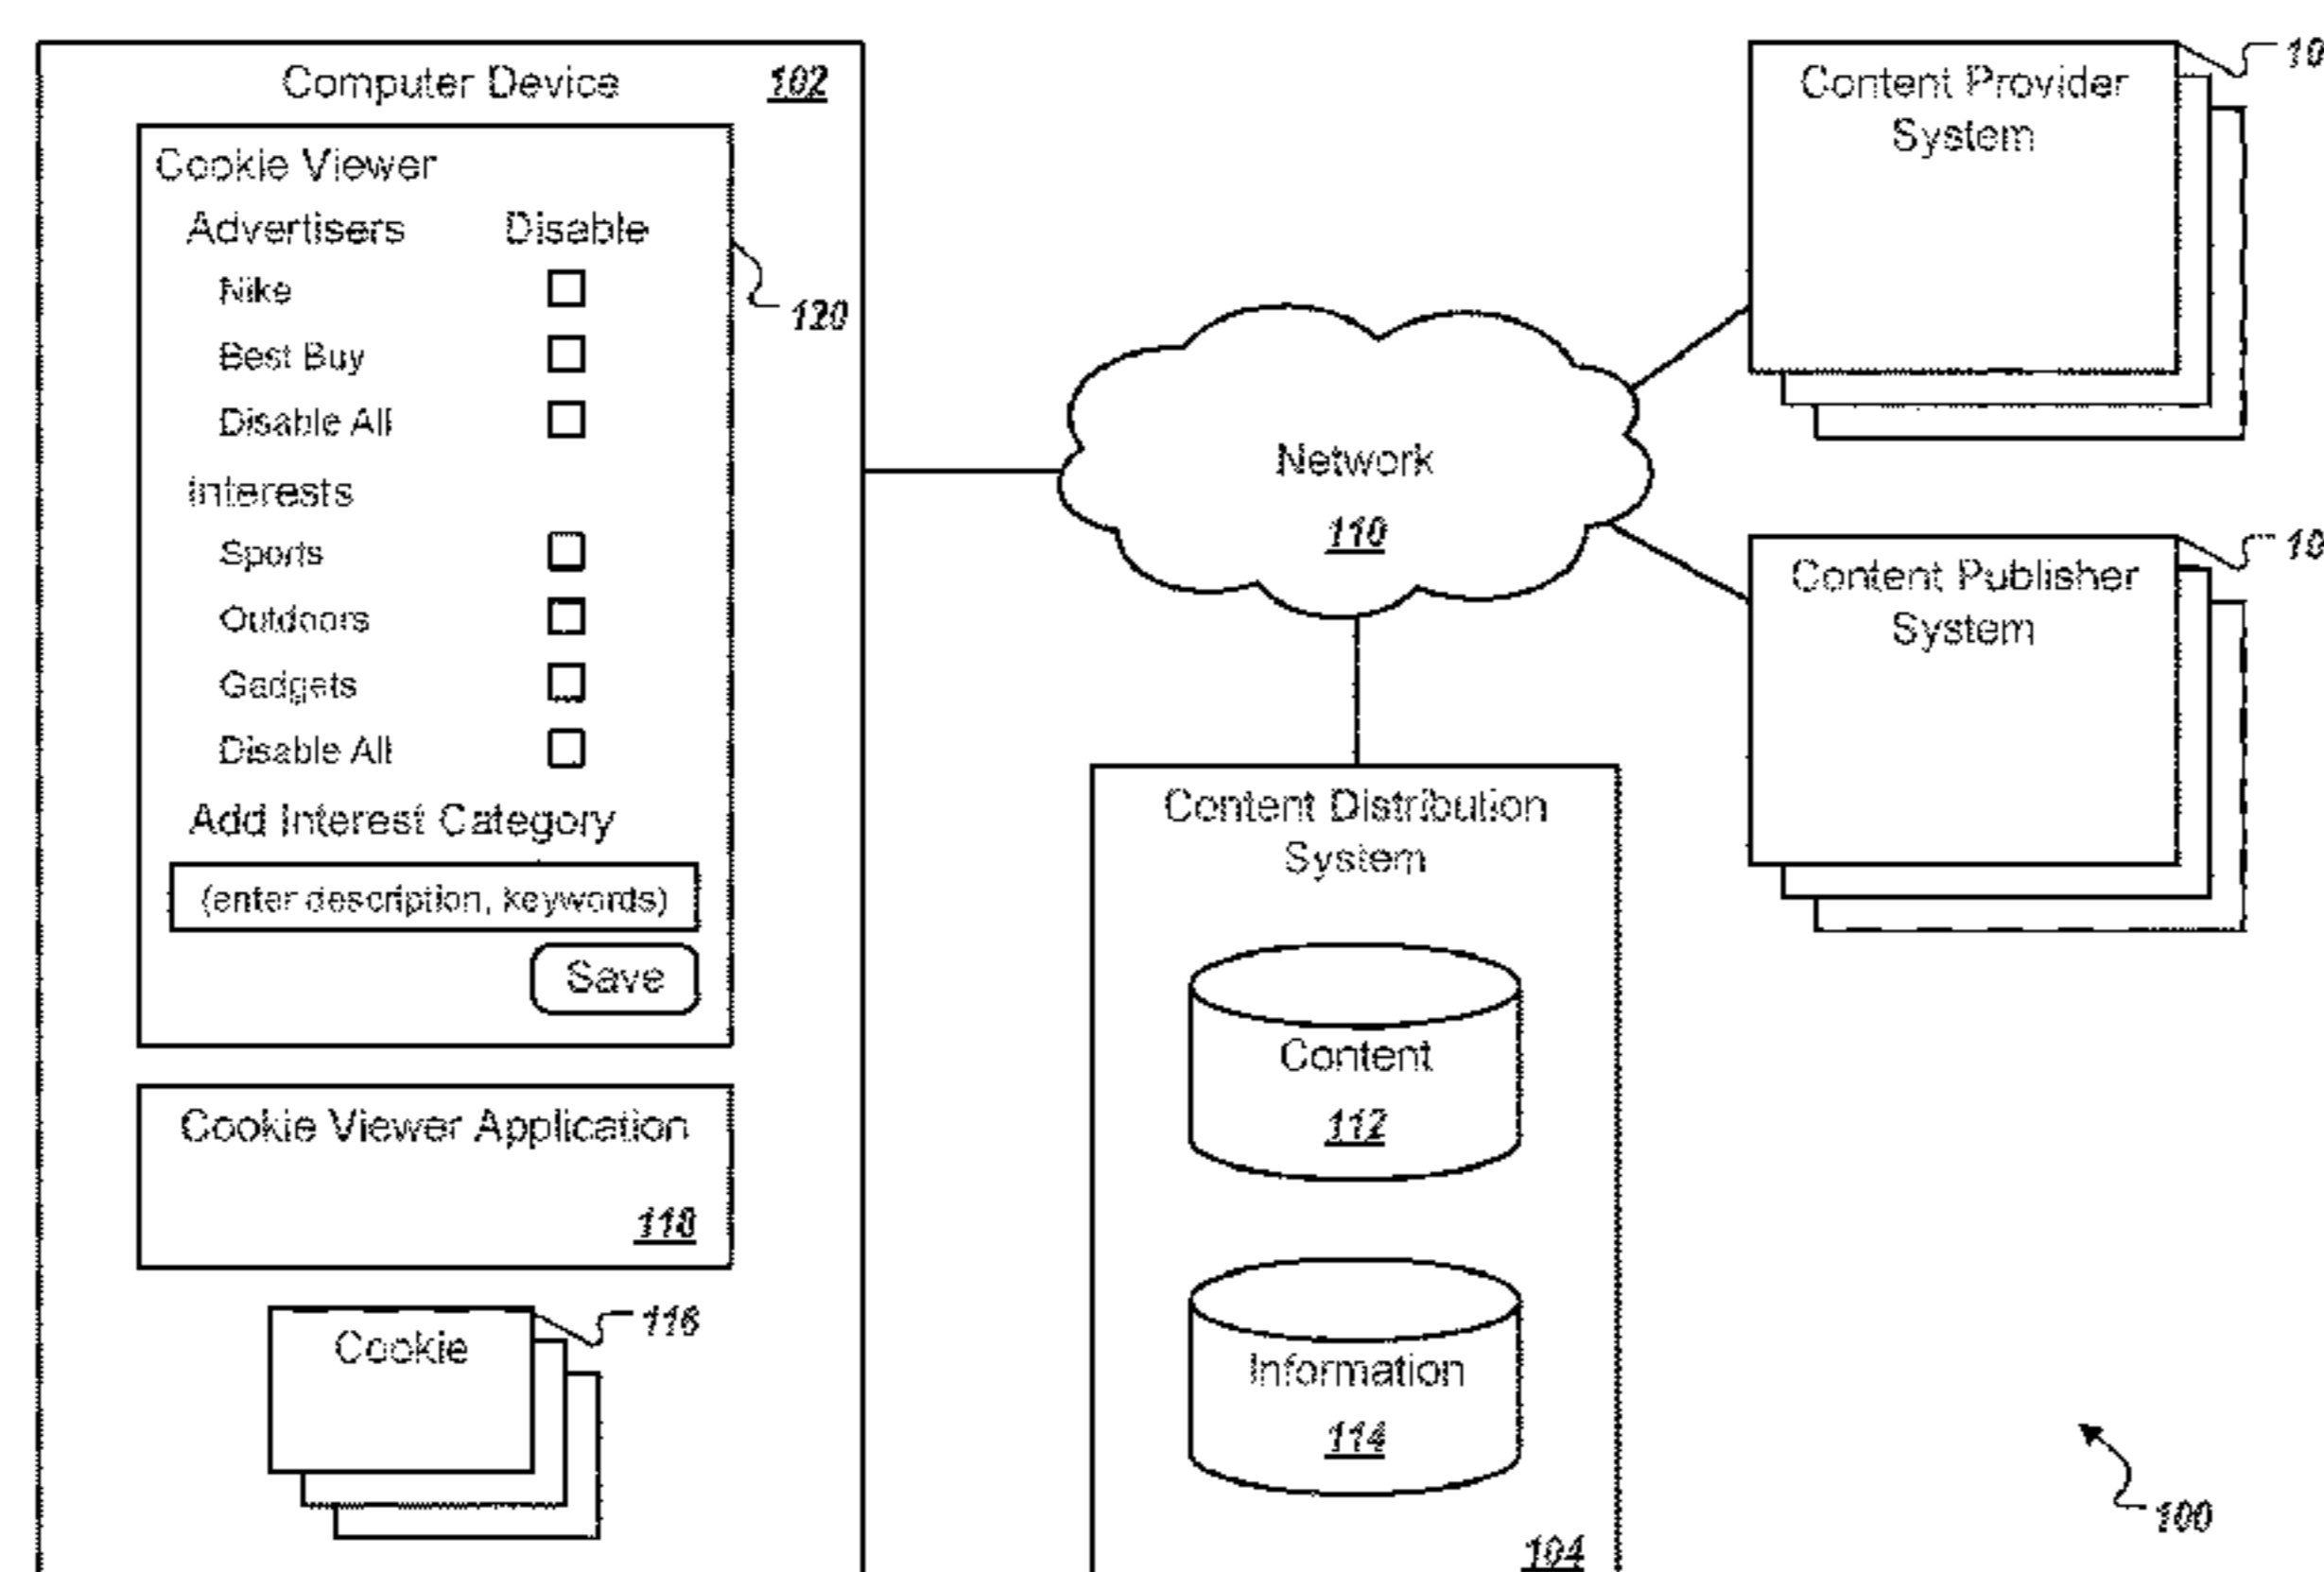 Computer Device 102
Cookie Viewer
Advertisers Disable
Nike
Best Buy
Disable All
Interests
Sports
Outdoors
Gadgets
Disable All
Add Interest Category
(enter description, keywords)
Save
120
Cookie Viewer Application
118
Cookie
116
Network
110
Content Provider
System
10
Content Publisher
System
10
Content Distribution
System
Content
112
Information
114
104
100